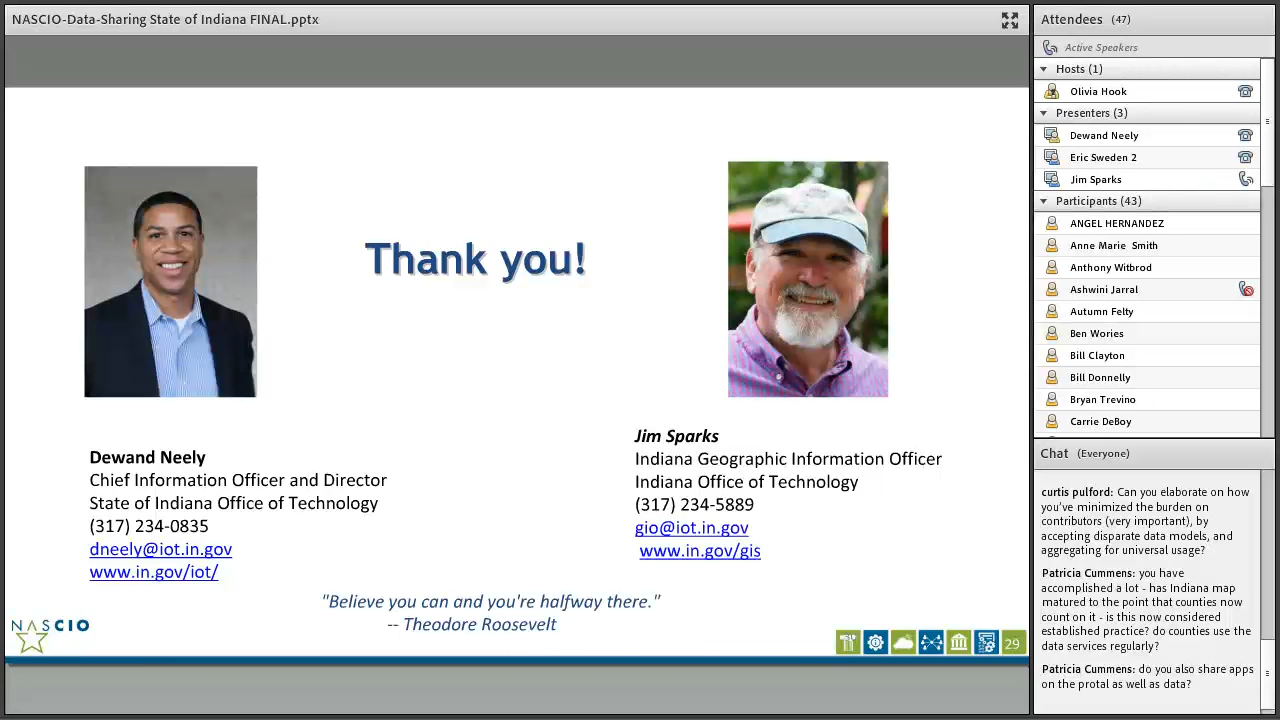 NASCIO-Data-Sharing State of Indiana FINAL.pptx
Thank you!
Dewand Neely
Chief Information Officer and Director
State of Indiana Office of Technology
(317) 234-0835
dneely@iot.in.gov
www.in.gov/iot/
Jim Sparks
Indiana Geographic Information Officer
Indiana Office of Technology
(317) 234-5889
gio@iot.in.gov
www.in.gov/gis
"Believe you can and you're halfway there."
-- Theodore Roosevelt
NASCIO
29
Attendees (47)
Active Speakers
Hosts (1)
Olivia Hook
Presenters (3)
Dewand Neely
Eric Sweden 2
Jim Sparks
Participants (43)
ANGEL HERNANDEZ
Anne Marie Smith
Anthony Witbrod
Ashwini Jarral
Autumn Felty
Ben Wories
Bill Clayton
Bill Donnelly
Bryan Trevino
Carrie DeBoy
Chat (Everyone)
curtis pulford: Can you elaborate on how
you've minimized the burden on
contributors(very important), by
accepting disparate data models, and
aggregating for universal usage?
Patricia Cummens: you have
accomplished a lot - has Indiana map
matured to the point that counties now
count on it - is this now considered
established practice? do counties use the
data services regularly?
Patricia Cummens: do you also share apps
on the protal as well as data?